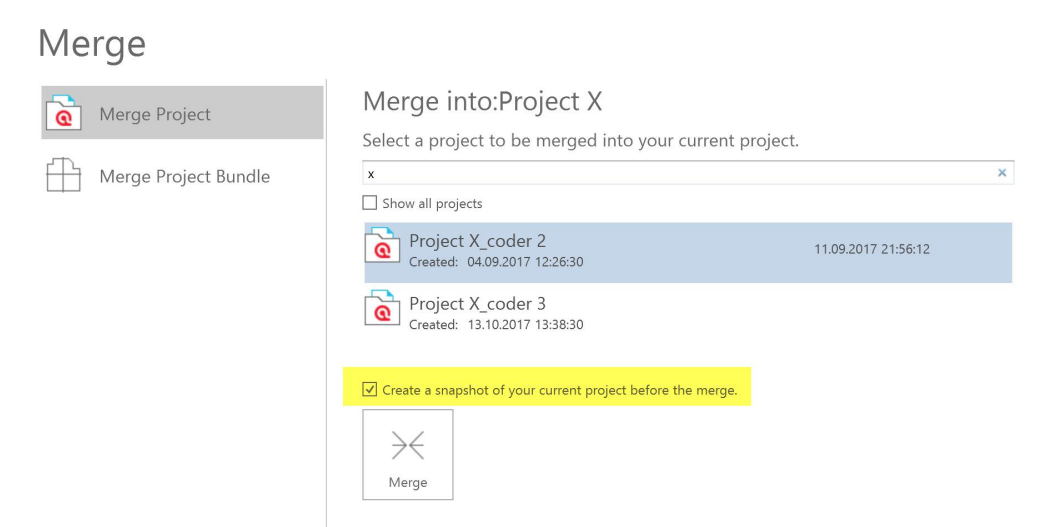 Merge
Merge Project
Merge Project Bundle
Merge into:Project X
Select a project to be merged into your current project.
x
Show all projects
Project X_coder 2
Created: 04.09.2017 12:26:30
11.09.2017 21:56:12
Project X_coder 3
Created: 13.10.2017 13:38:30
Create a snapshot of your current project before the merge.
Merge